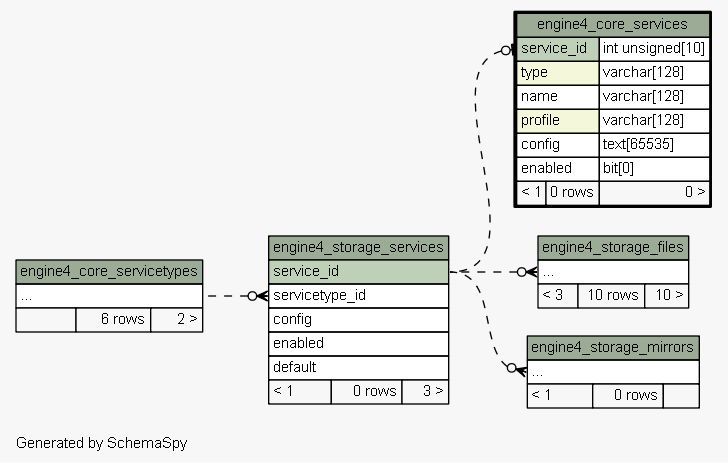 engine4_core_services
service_id int unsigned[10]
type varchar[128]
name varchar[128]
profile varchar[128]
config text[65535]
enabled bit[0]
< 1 0 rows 0 >
engine4_storage_services
service_id
servicetype_id
config
enabled
default
< 1 0 rows 3 >
engine4_storage_files
...
< 3 10 rows 10 >
engine4_core_servicetypes
...
6 rows 2 >
engine4_storage_mirrors
...
< 1 0 rows
Generated by SchemaSpy